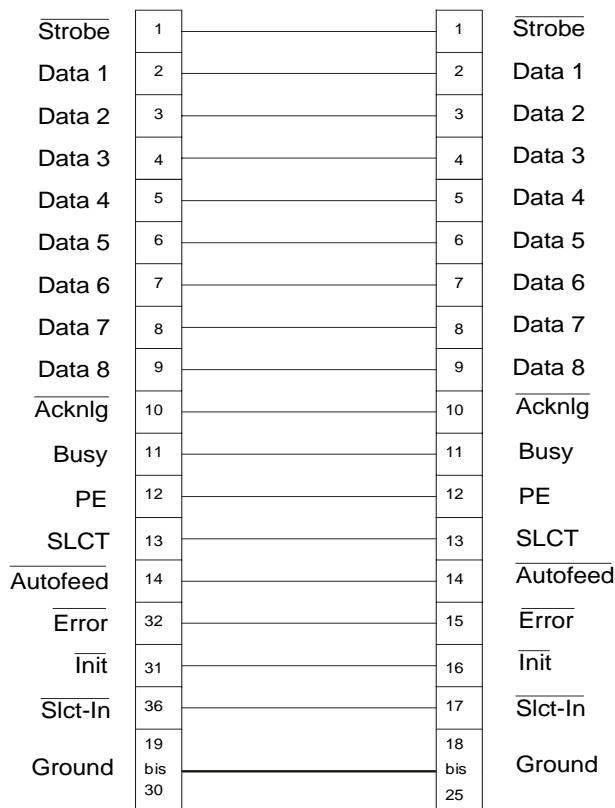 Strobe 1 1 Strobe
Data 1 2 2 Data 1
Data 2 3 3 Data 2
Data 3 4 4 Data 3
Data 4 5 5 Data 4
Data 5 6 6 Data 5
Data 6 7 7 Data 6
Data 7 8 8 Data 7
Data 8 9 9 Data 8
Acknlg 10 10 Acknlg
Busy 11 11 Busy
PE 12 12 PE
SLCT 13 13 SLCT
Autofeed 14 14 Autofeed
Error 32 15 Error
Init 31 16 Init
Slct-In 36 17 Slct-In
19 18
Ground bis bis Ground
30 25